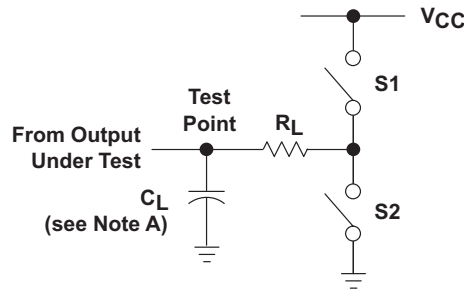 VCC
S1
Test
Point
RL
From Output
Under Test
CL
(see Note A)
S2